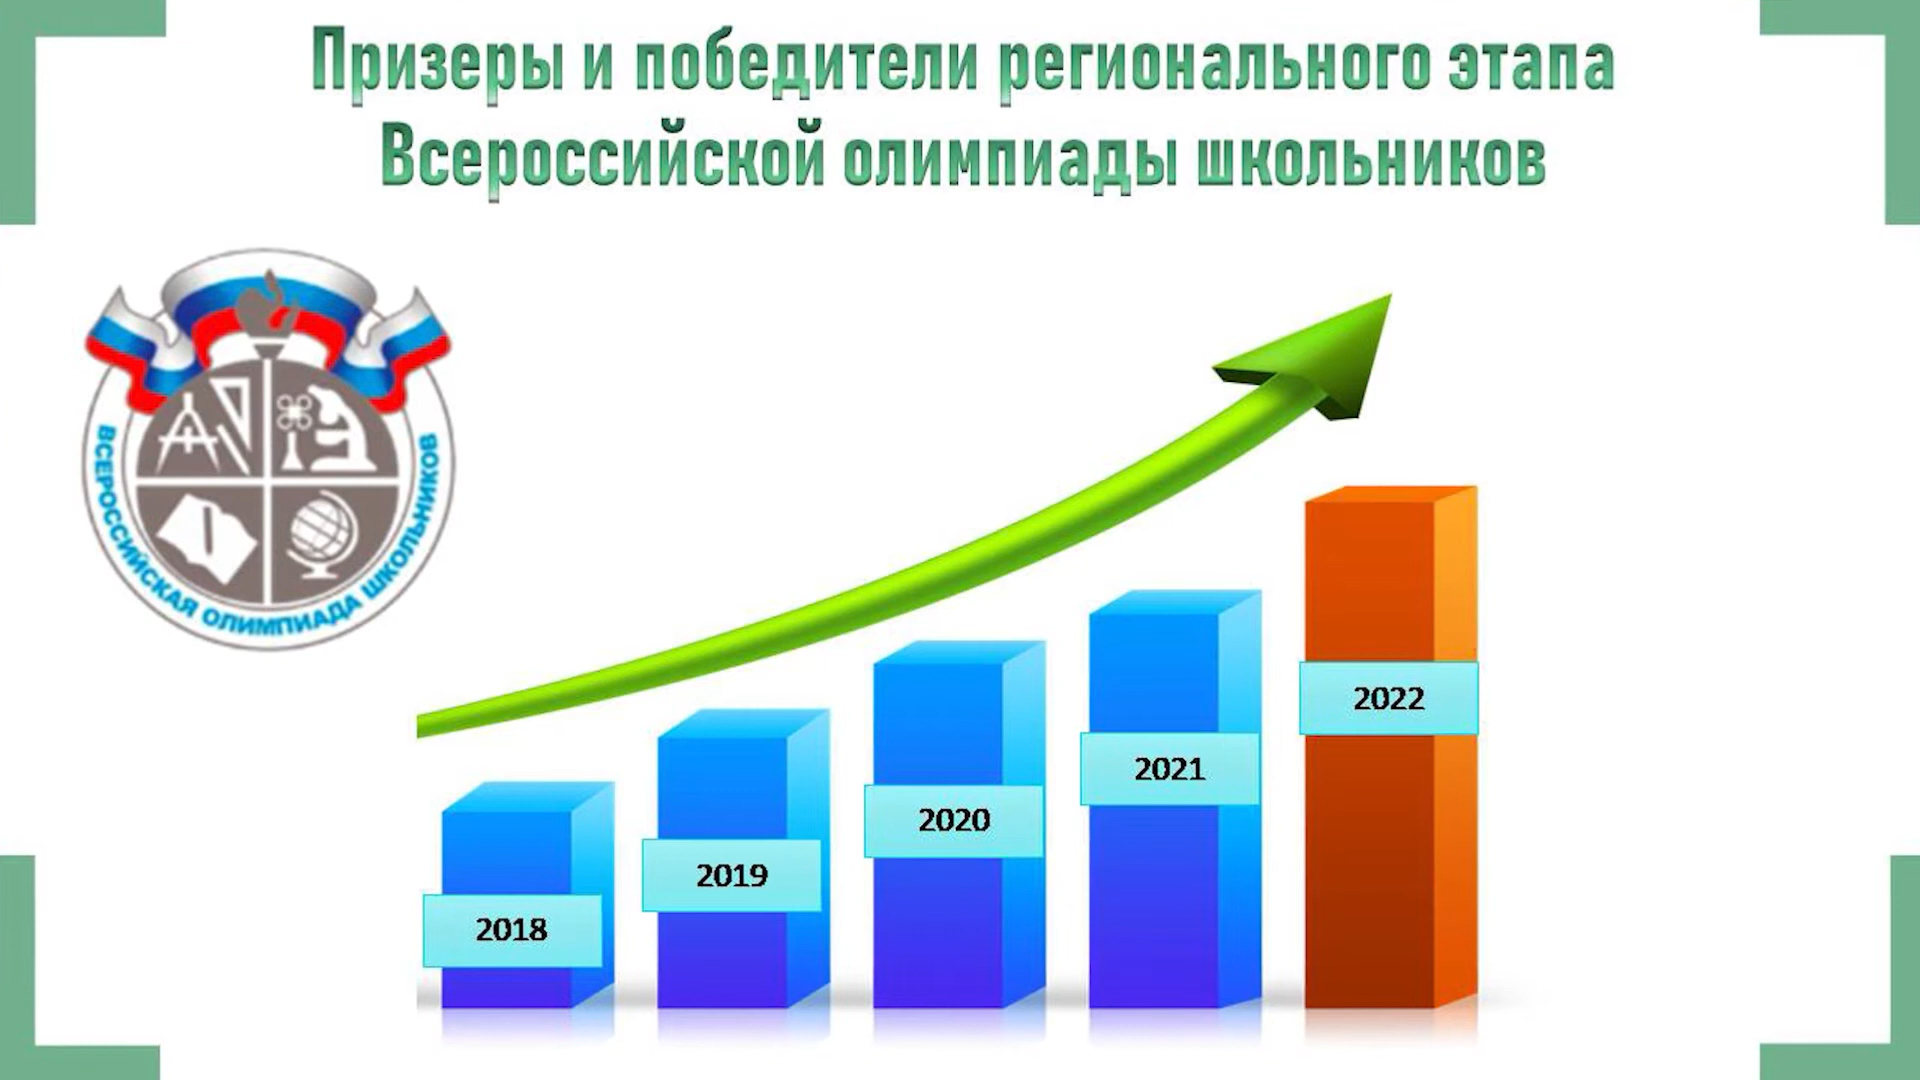 Призеры и победители регионального этапа
Всероссийской олимпиады школьников
ВСЕРОССИЙСКАЯ ОЛИМПИАДА ШКОЛЬНИКОВ
2018
2019
2020
2021
2022